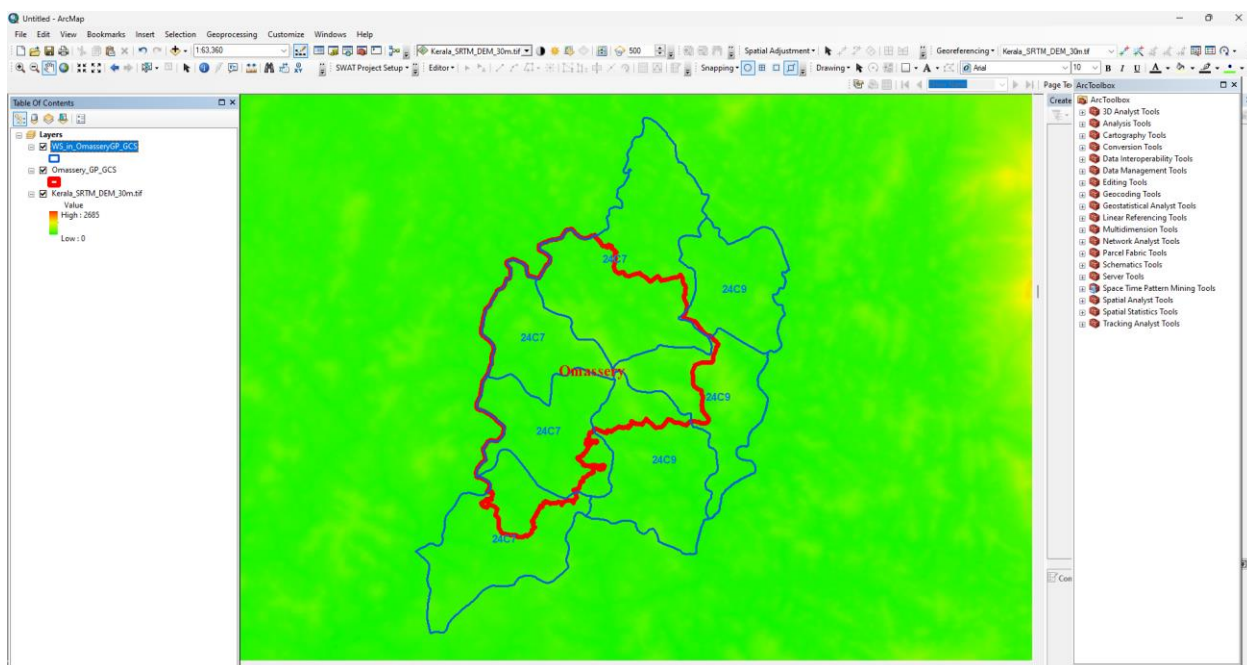 Untitled - ArcMap
File Edit View Bookmarks Insert Selection Geoprocessing Customize Windows Help
1:63,360 Kerala_SRTM_DEM_30m.tif 500 Spatial Adjustment Georeferencing Kerala_SRTM_DEM_30m.tif
SWAT Project Setup Editor Snapping Drawing A Arial 10 B I U A
Page Te
Table Of Contents
Layers
WS_in_OmasseryGP_GCS
Omassery_GP_GCS
Kerala_SRTM_DEM_30m.tif
Value
High : 2685
Low : 0
24C7
24C9
24C7
Omassery
24C9
24C7
24C9
24C7
Create
Con
ArcToolbox
ArcToolbox
3D Analyst Tools
Analysis Tools
Cartography Tools
Conversion Tools
Data Interoperability Tools
Data Management Tools
Editing Tools
Geocoding Tools
Geostatistical Analyst Tools
Linear Referencing Tools
Multidimension Tools
Network Analyst Tools
Parcel Fabric Tools
Schematics Tools
Server Tools
Space Time Pattern Mining Tools
Spatial Analyst Tools
Spatial Statistics Tools
Tracking Analyst Tools